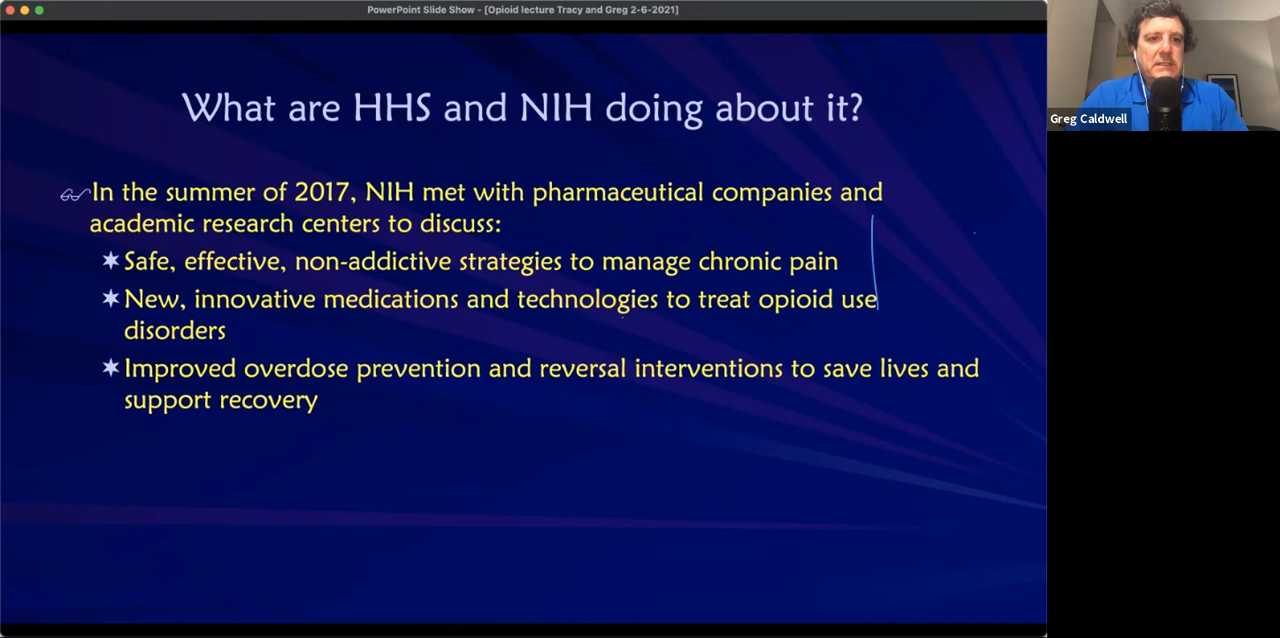 PowerPoint Slide Show - [Opioid lecture Tracy and Greg 2-6-2021]
What are HHS and NIH doing about it?
In the summer of 2017, NIH met with pharmaceutical companies and
academic research centers to discuss:
Safe, effective, non-addictive strategies to manage chronic pain
New, innovative medications and technologies to treat opioid use
disorders
Improved overdose prevention and reversal interventions to save lives and
support recovery
Greg Caldwell